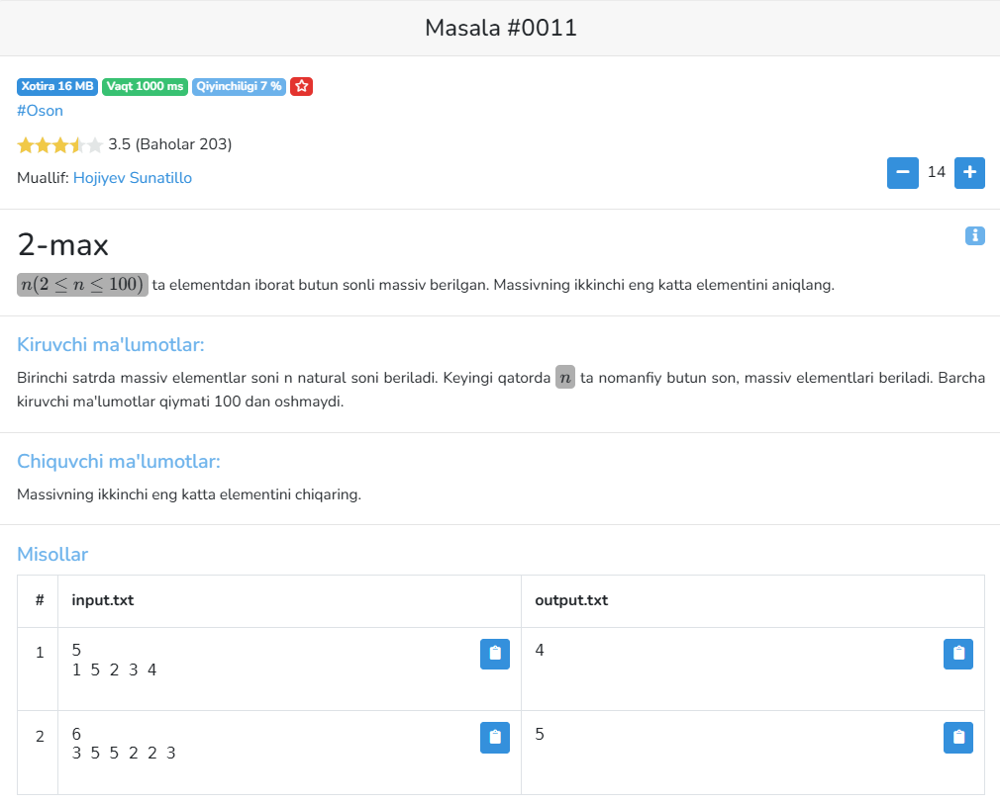 Masala #0011
Xotira 16 MB Vaqt 1000 ms Qiyinchiligi 7 %
#Oson
3.5 (Baholar 203)
Muallif: Hojiyev Sunatillo
14
2-max
n(2 ≤ n ≤ 100) ta elementdan iborat butun sonli massiv berilgan. Massivning ikkinchi eng katta elementini aniqlang.
Kiruvchi ma'lumotlar:
Birinchi satrda massiv elementlar soni n natural soni beriladi. Keyingi qatorda n ta nomanfiy butun son, massiv elementlari beriladi. Barcha
kiruvchi ma'lumotlar qiymati 100 dan oshmaydi.
Chiquvchi ma'lumotlar:
Massivning ikkinchi eng katta elementini chiqaring.
Misollar
# input.txt output.txt
1 5 4
1 5 2 3 4
2 6 5
3 5 5 2 2 3